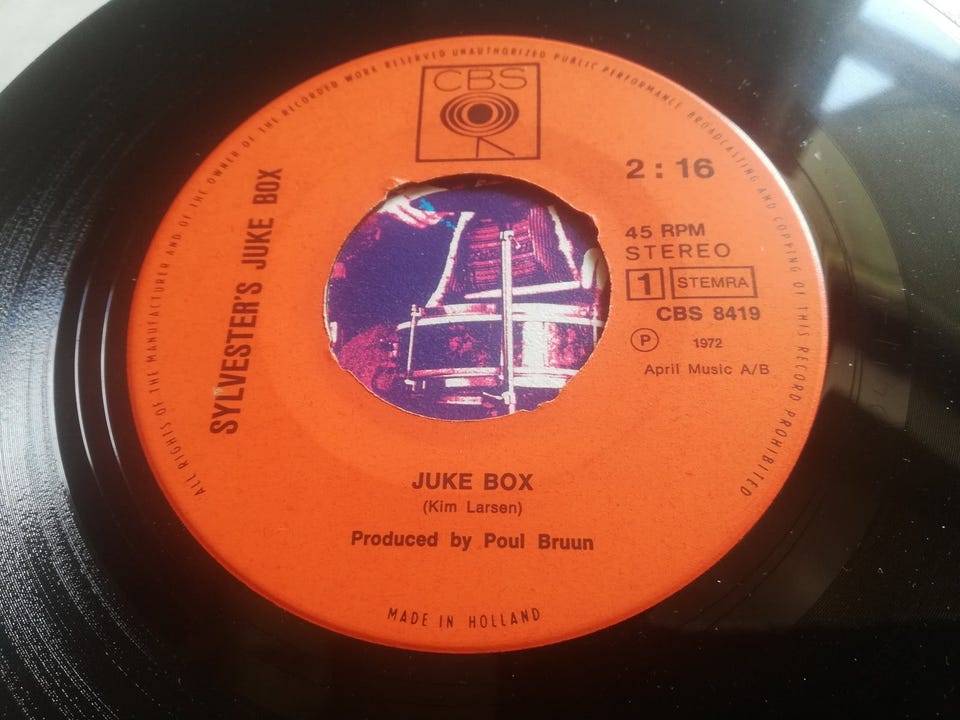 ALL RIGHTS OF THE MANUFACTURER AND OF THE OWNER OF THE RECORDED WORK RESERVED UNAUTHORIZED PUBLIC PERFORMANCE BROADCASTING AND COPYING OF THIS RECORD PROHIBITED
CBS
SYLVESTER'S JUKE BOX
2 : 16
45 RPM
STEREO
1 STEMRA
CBS 8419
P 1972
April Music A/B
JUKE BOX
(Kim Larsen)
Produced by Poul Bruun
MADE IN HOLLAND